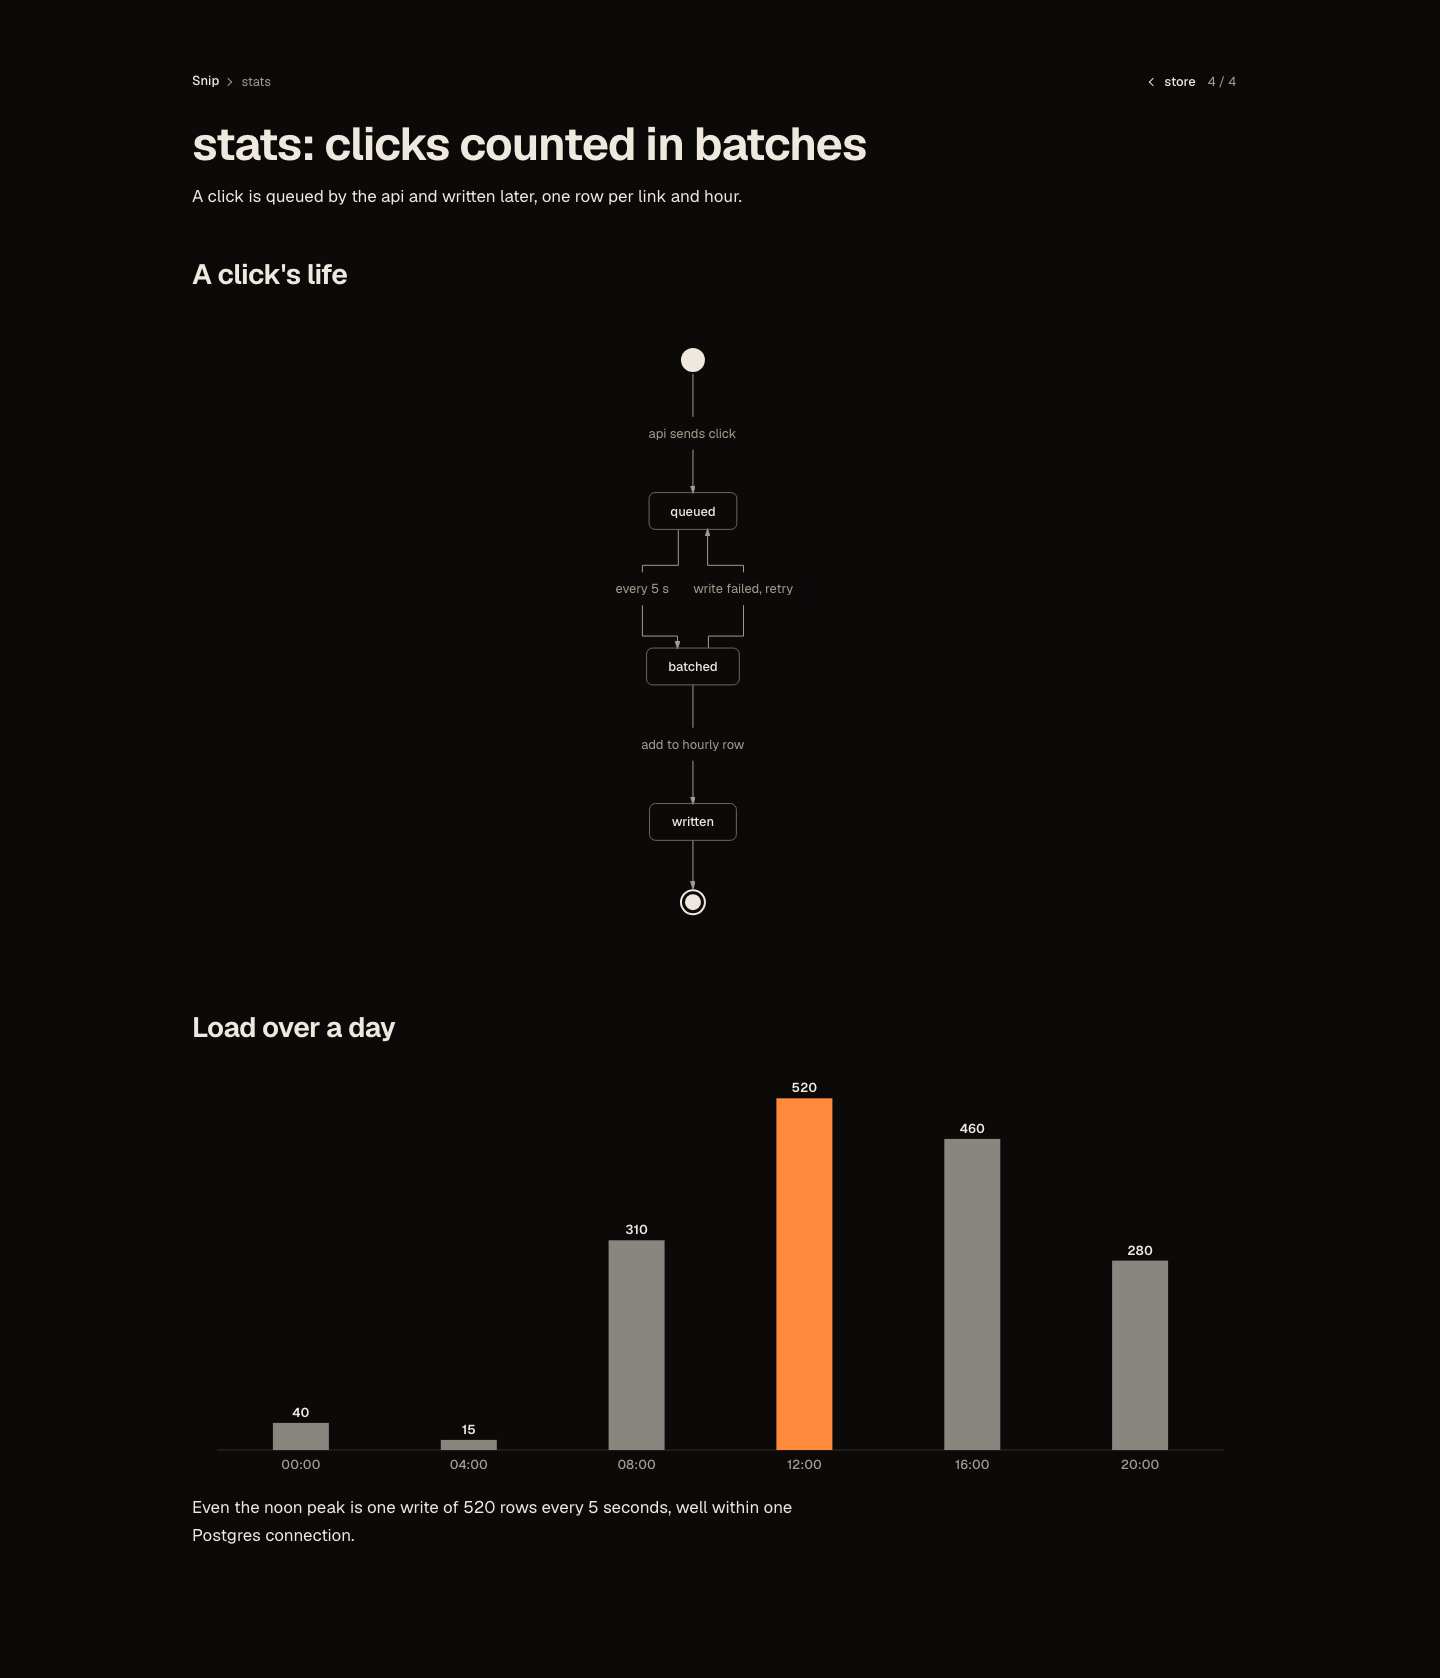 Snip > stats
< store 4 / 4
stats: clicks counted in batches
A click is queued by the api and written later, one row per link and hour.
A click's life
api sends click
queued
every 5 s
write failed, retry
batched
add to hourly row
written
Load over a day
520
460
310
280
40
15
00:00
04:00
08:00
12:00
16:00
20:00
Even the noon peak is one write of 520 rows every 5 seconds, well within one
Postgres connection.